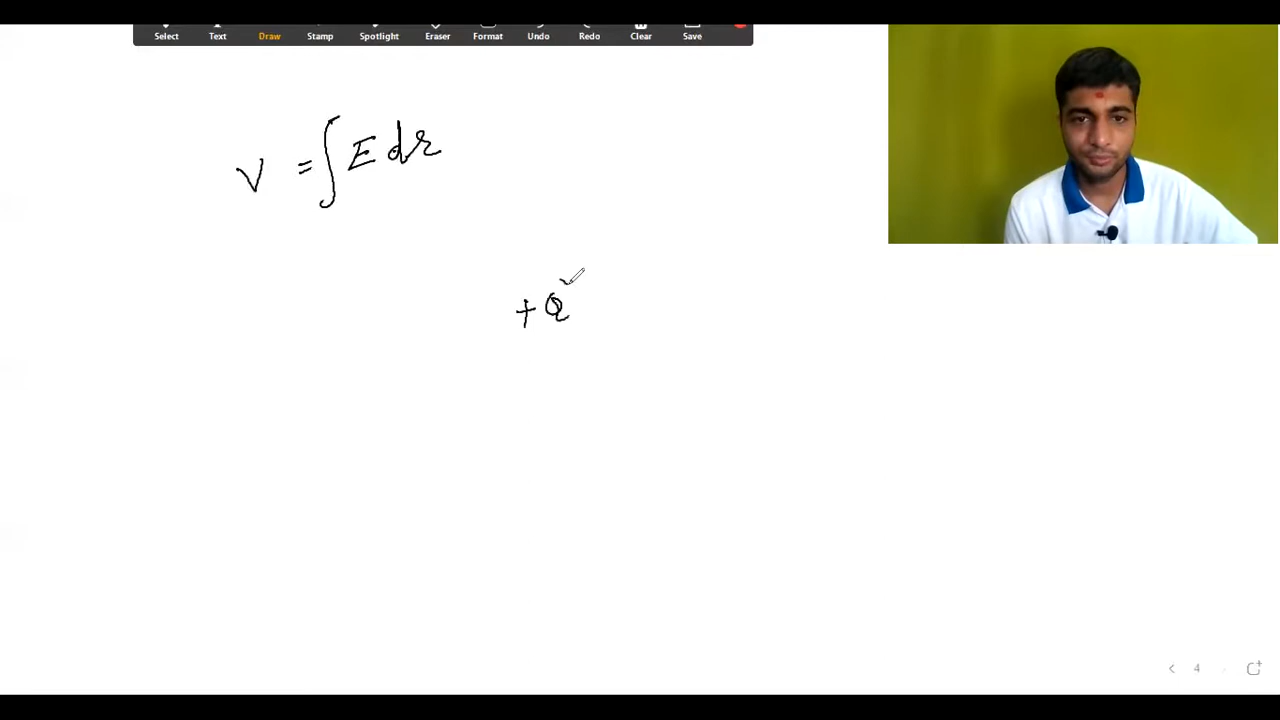 Select Text Draw Stamp Spotlight Eraser Format Undo Redo Clear Save
V = ∫ E dr
+Q
4